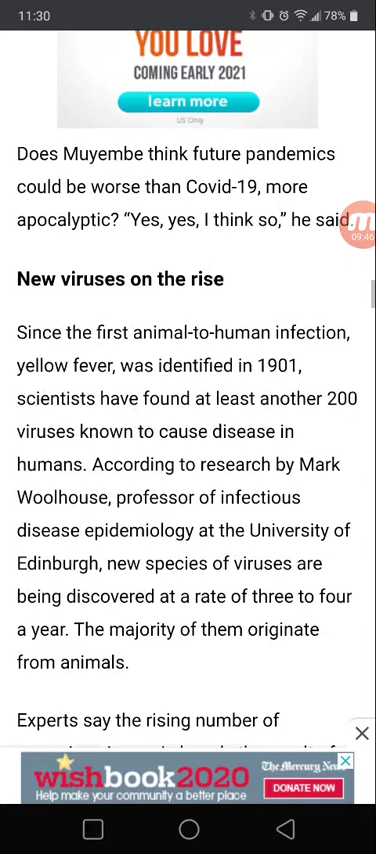 11:30
78%
YOU LOVE
COMING EARLY 2021
learn more
US Only
Does Muyembe think future pandemics
could be worse than Covid-19, more
apocalyptic? “Yes, yes, I think so,” he said.
09:46
New viruses on the rise
Since the first animal-to-human infection,
yellow fever, was identified in 1901,
scientists have found at least another 200
viruses known to cause disease in
humans. According to research by Mark
Woolhouse, professor of infectious
disease epidemiology at the University of
Edinburgh, new species of viruses are
being discovered at a rate of three to four
a year. The majority of them originate
from animals.
Experts say the rising number of
wishbook2020
The Mercury News
Help make your community a better place
DONATE NOW